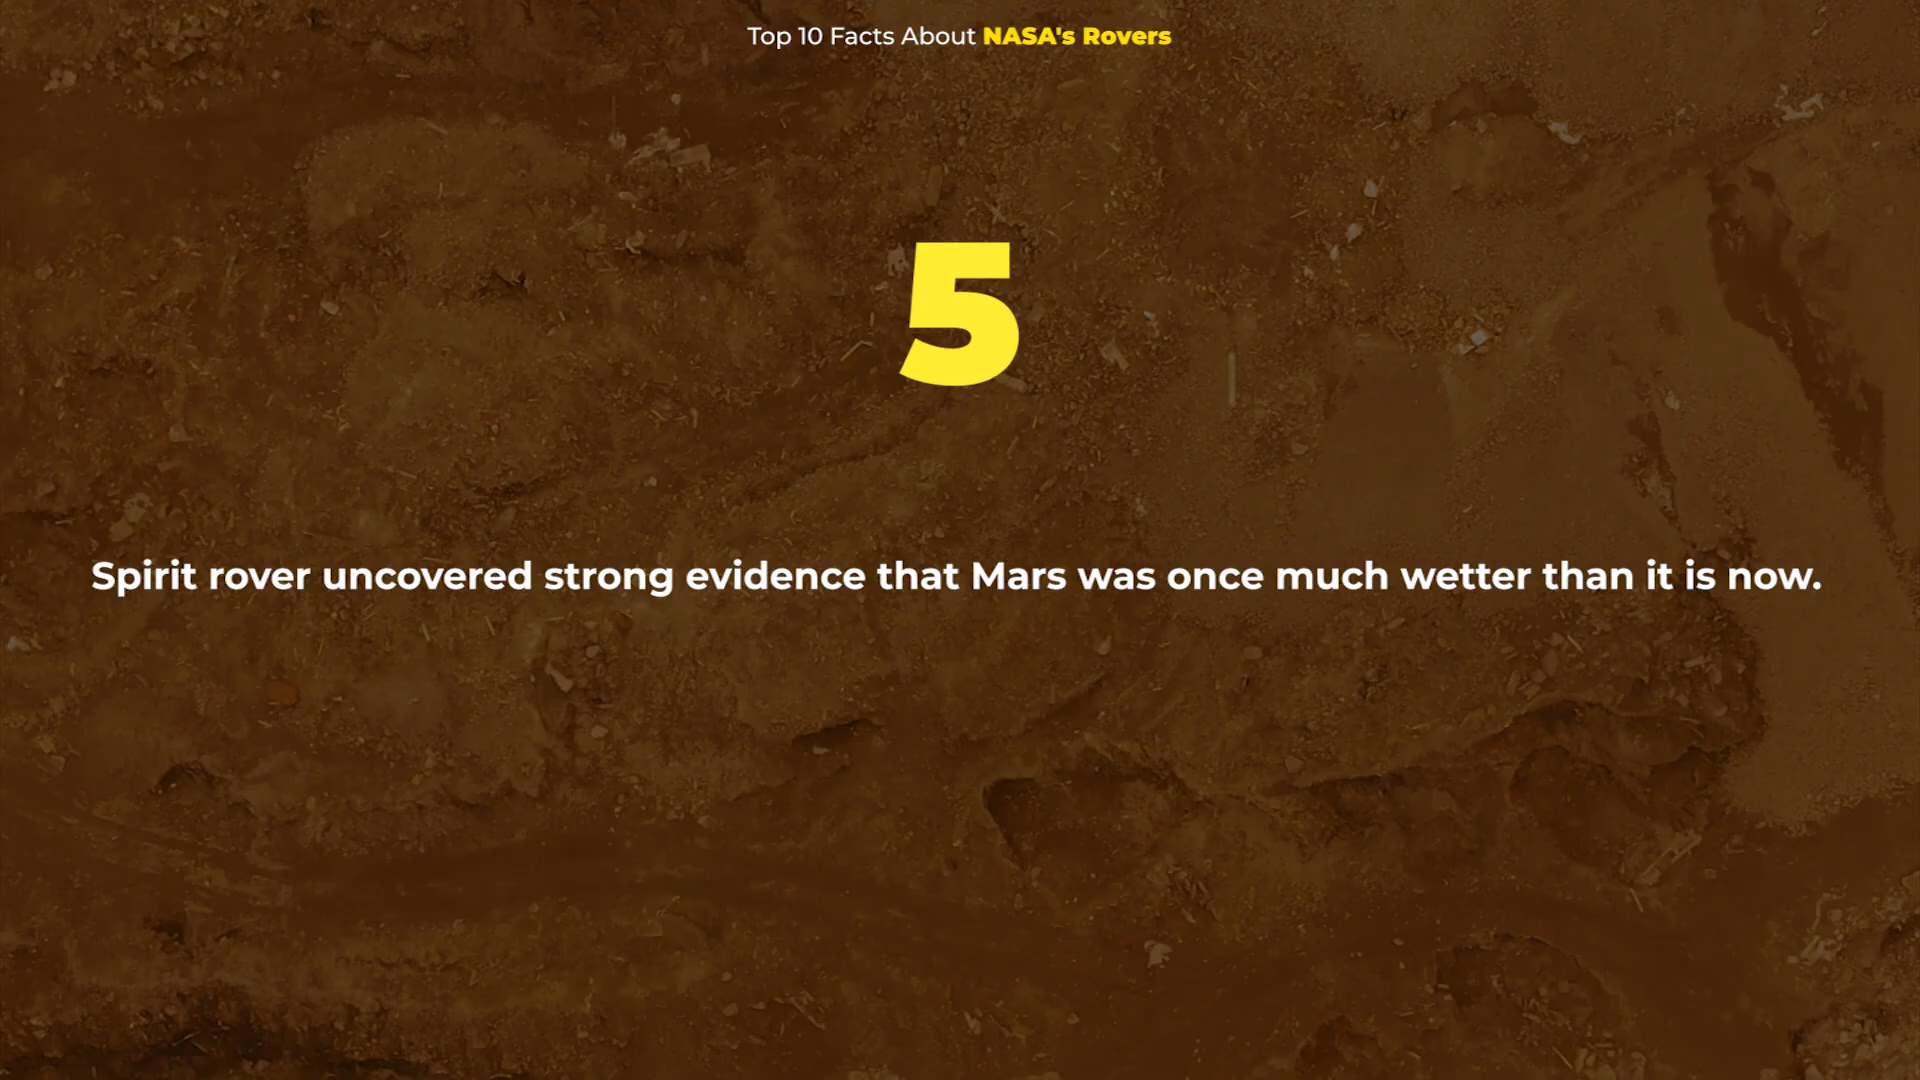 Top 10 Facts About NASA's Rovers
5
Spirit rover uncovered strong evidence that Mars was once much wetter than it is now.